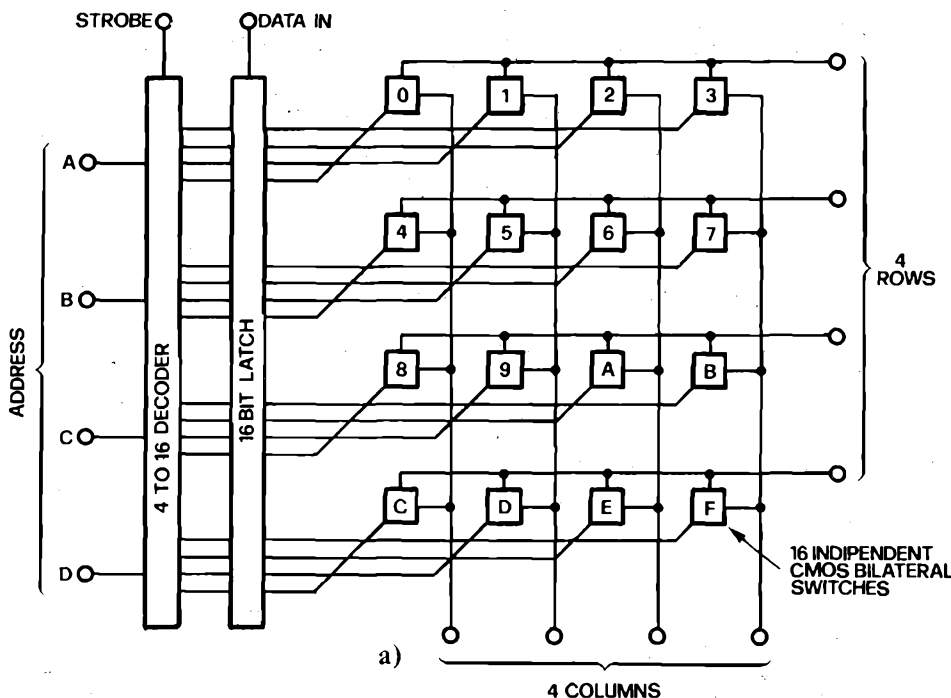 STROBE
DATA IN
0
1
2
3
A
4
5
6
7
B
4
ROWS
ADDRESS
4 TO 16 DECODER
16 BIT LATCH
8
9
A
B
C
C
D
E
F
D
16 INDIPENDENT
CMOS BILATERAL
SWITCHES
a)
4 COLUMNS